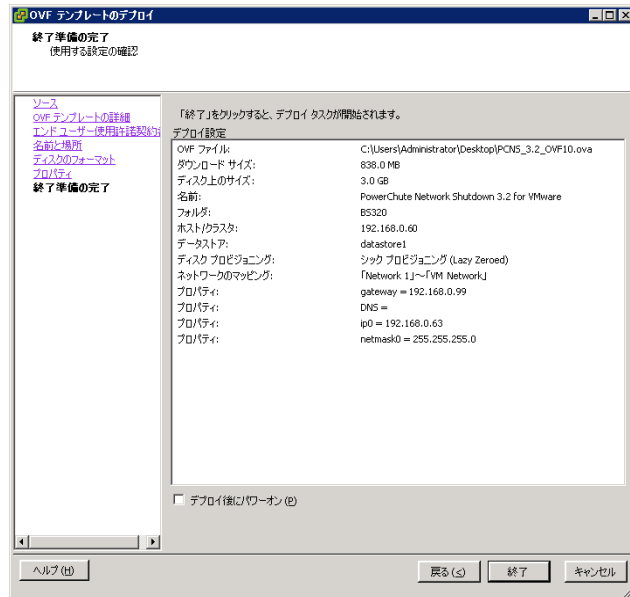 OVF テンプレートのデプロイ
終了準備の完了
使用する設定の確認
ソース
OVF テンプレートの詳細
エンド ユーザー使用許諾契約
名前と場所
ディスクのフォーマット
プロパティ
終了準備の完了
「終了」をクリックすると、デプロイ タスクが開始されます。
デプロイ設定
OVF ファイル: C:\Users\Administrator\Desktop\PCNS_3.2_OVF10.ova
ダウンロード サイズ: 838.0 MB
ディスク上のサイズ: 3.0 GB
名前: PowerChute Network Shutdown 3.2 for VMware
フォルダ: BS320
ホスト/クラスタ: 192.168.0.60
データストア: datastore1
ディスク プロビジョニング: シック プロビジョニング (Lazy Zeroed)
ネットワークのマッピング: 「Network 1」～「VM Network」
プロパティ: gateway = 192.168.0.99
プロパティ: DNS =
プロパティ: ip0 = 192.168.0.63
プロパティ: netmask0 = 255.255.255.0
デプロイ後にパワーオン (P)
ヘルプ (H) 戻る (<) 終了 キャンセル